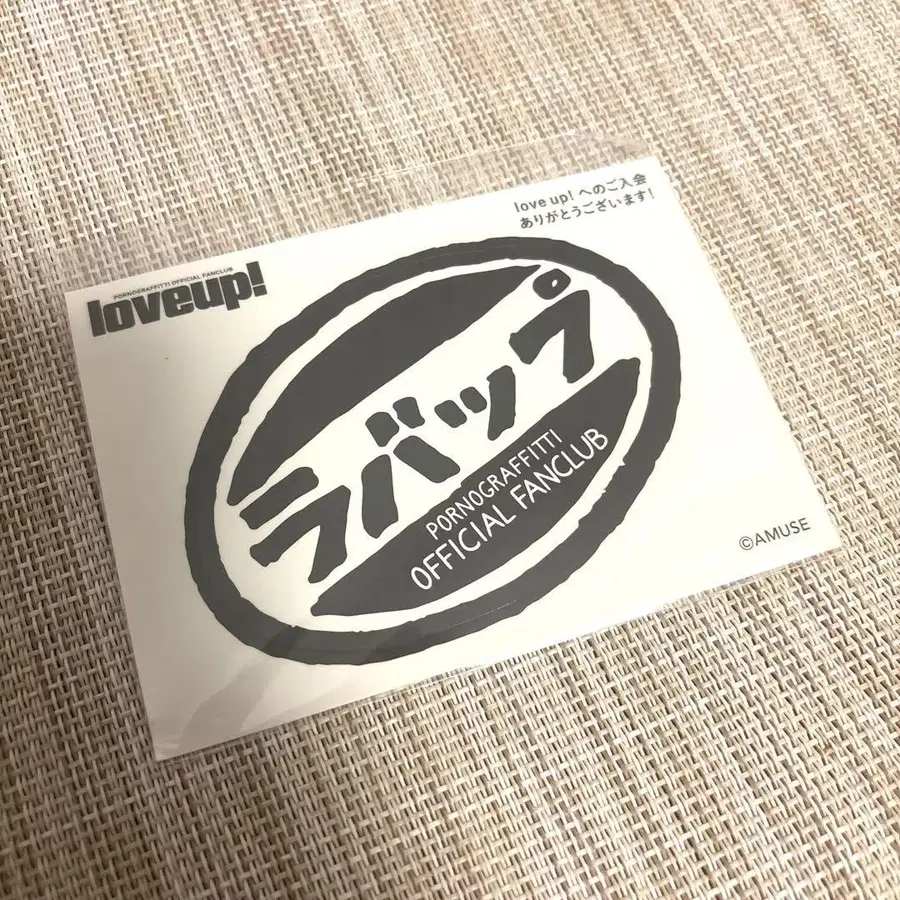 PORNOGRAFFITTI OFFICIAL FANCLUB
loveup!
love up! へのご入会
ありがとうございます!
ラバップ
PORNOGRAFFITTI
OFFICIAL FANCLUB
©AMUSE